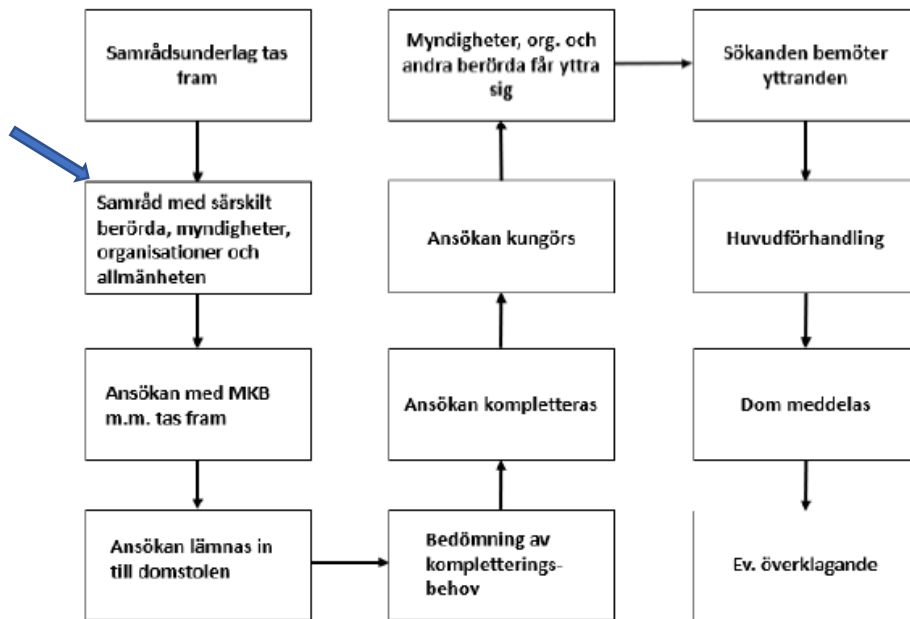 Samrådsunderlag tas
fram
Samråd med särskilt
berörda, myndigheter,
organisationer och
allmänheten
Ansökan med MKB
m.m. tas fram
Ansökan lämnas in
till domstolen
Bedömning av
kompletterings-
behov
Ansökan kompletteras
Ansökan kungörs
Myndigheter, org. och
andra berörda får yttra
sig
Sökanden bemöter
yttranden
Huvudförhandling
Dom meddelas
Ev. överklagande